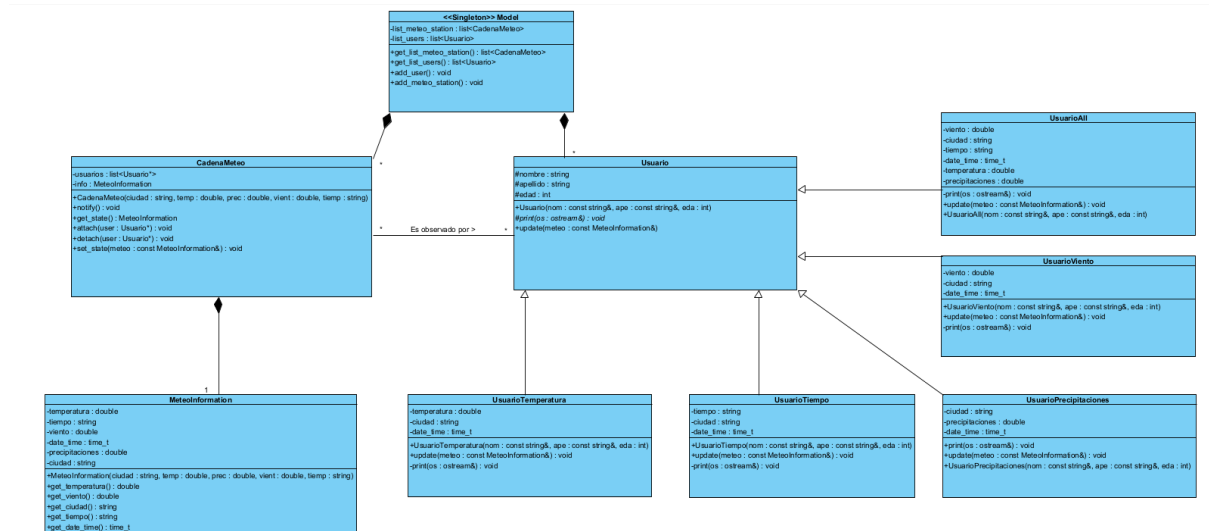 <<Singleton>> Model
-list_meteo_station : list<CadenaMeteo>
-list_users : list<Usuario>
+get_list_meteo_station() : list<CadenaMeteo>
+get_list_users() : list<Usuario>
+add_user() : void
+add_meteo_station() : void
*
*
CadenaMeteo
-usuarios : list<Usuario*>
-info : MeteoInformation
+CadenaMeteo(ciudad : string, temp : double, prec : double, vient : double, tiemp : string)
+notify() : void
+get_state() : MeteoInformation
+attach(user : Usuario*) : void
+detach(user : Usuario*) : void
+set_state(meteo : const MeteoInformation&) : void
* Es observado por > *
Usuario
#nombre : string
#apellido : string
#edad : int
+Usuario(nom : const string&, ape : const string&, eda : int)
#print(os : ostream&) : void
+update(meteo : const MeteoInformation&)
UsuarioAll
-viento : double
-ciudad : string
-tiempo : string
-date_time : time_t
-temperatura : double
-precipitaciones : double
-print(os : ostream&) : void
+update(meteo : const MeteoInformation&) : void
+UsuarioAll(nom : const string&, ape : const string&, eda : int)
UsuarioViento
-viento : double
-ciudad : string
-date_time : time_t
+UsuarioViento(nom : const string&, ape : const string&, eda : int)
+update(meteo : const MeteoInformation&) : void
-print(os : ostream&) : void
1
MeteoInformation
-temperatura : double
-tiempo : string
-viento : double
-date_time : time_t
-precipitaciones : double
-ciudad : string
+MeteoInformation(ciudad : string, temp : double, prec : double, vient : double, tiemp : string)
+get_temperatura() : double
+get_viento() : double
+get_ciudad() : string
+get_tiempo() : string
+get_date_time() : time_t
UsuarioTemperatura
-temperatura : double
-ciudad : string
-date_time : time_t
+UsuarioTemperatura(nom : const string&, ape : const string&, eda : int)
+update(meteo : const MeteoInformation&) : void
-print(os : ostream&) : void
UsuarioTiempo
-tiempo : string
-ciudad : string
-date_time : time_t
+UsuarioTiempo(nom : const string&, ape : const string&, eda : int)
+update(meteo : const MeteoInformation&) : void
-print(os : ostream&) : void
UsuarioPrecipitaciones
-ciudad : string
-precipitaciones : double
-date_time : time_t
+print(os : ostream&) : void
+update(meteo : const MeteoInformation&) : void
+UsuarioPrecipitaciones(nom : const string&, ape : const string&, eda : int)